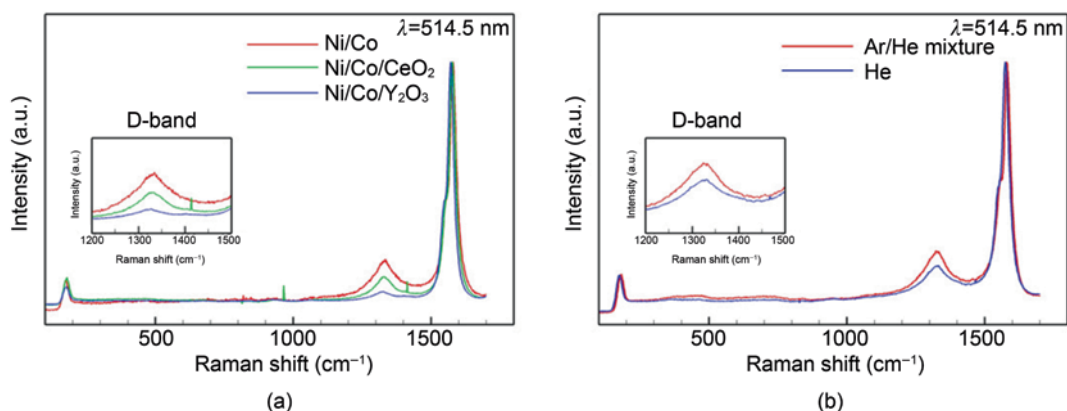 λ=514.5 nm
Ni/Co
Ni/Co/CeO₂
Ni/Co/Y₂O₃
D-band
Intensity (a.u.)
1200 1300 1400 1500
Raman shift (cm⁻¹)
Intensity (a.u.)
500 1000 1500
Raman shift (cm⁻¹)
(a)
λ=514.5 nm
Ar/He mixture
He
D-band
Intensity (a.u.)
1200 1300 1400 1500
Raman shift (cm⁻¹)
Intensity (a.u.)
500 1000 1500
Raman shift (cm⁻¹)
(b)